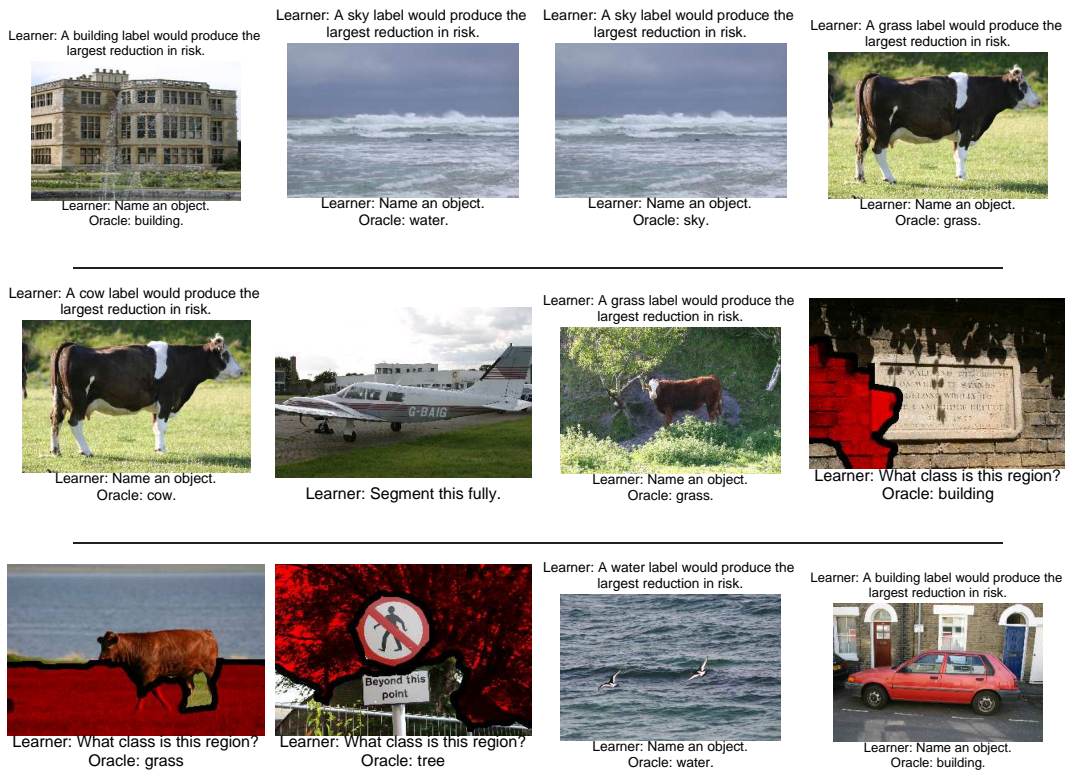 Learner: A building label would produce the
largest reduction in risk.
Learner: Name an object.
Oracle: building.
Learner: A sky label would produce the
largest reduction in risk.
Learner: Name an object.
Oracle: water.
Learner: A sky label would produce the
largest reduction in risk.
Learner: Name an object.
Oracle: sky.
Learner: A grass label would produce the
largest reduction in risk.
Learner: Name an object.
Oracle: grass.
Learner: A cow label would produce the
largest reduction in risk.
Learner: Name an object.
Oracle: cow.
G-BAIG
Learner: Segment this fully.
Learner: A grass label would produce the
largest reduction in risk.
Learner: Name an object.
Oracle: grass.
Learner: What class is this region?
Oracle: building
Learner: What class is this region?
Oracle: grass
Beyond this
point
Learner: What class is this region?
Oracle: tree
Learner: A water label would produce the
largest reduction in risk.
Learner: Name an object.
Oracle: water.
Learner: A building label would produce the
largest reduction in risk.
Learner: Name an object.
Oracle: building.